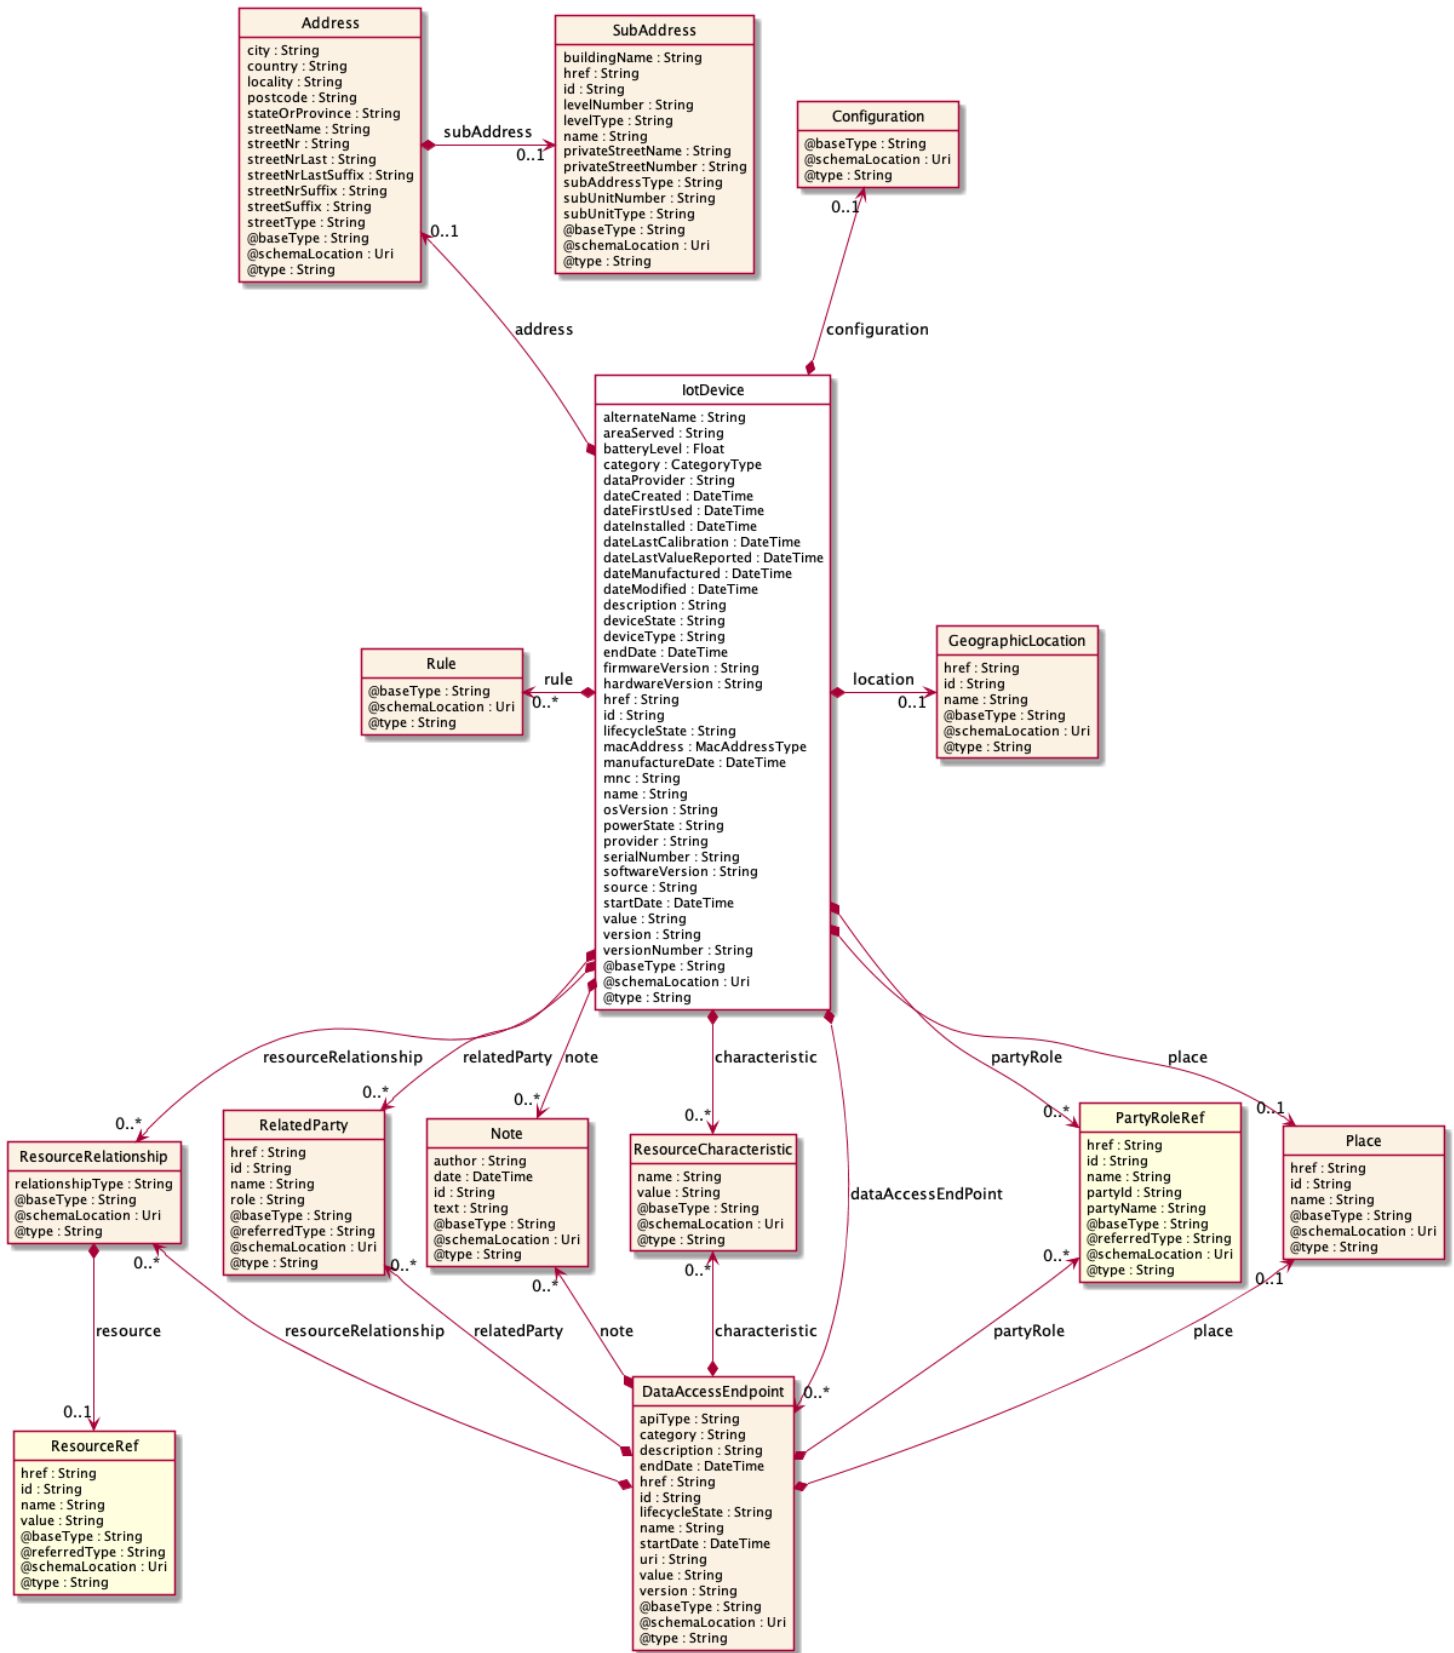 Address
city : String
country : String
locality : String
postcode : String
stateOrProvince : String
streetName : String
streetNr : String
streetNrLast : String
streetNrLastSuffix : String
streetNrSuffix : String
streetSuffix : String
streetType : String
@baseType : String
@schemaLocation : Uri
@type : String
subAddress
0..1
SubAddress
buildingName : String
href : String
id : String
levelNumber : String
levelType : String
name : String
privateStreetName : String
privateStreetNumber : String
subAddressType : String
subUnitNumber : String
subUnitType : String
@baseType : String
@schemaLocation : Uri
@type : String
Configuration
@baseType : String
@schemaLocation : Uri
@type : String
0..1
0..1
address
configuration
IotDevice
alternateName : String
areaServed : String
batteryLevel : Float
category : CategoryType
dataProvider : String
dateCreated : DateTime
dateFirstUsed : DateTime
dateInstalled : DateTime
dateLastCalibration : DateTime
dateLastValueReported : DateTime
dateManufactured : DateTime
dateModified : DateTime
description : String
deviceState : String
deviceType : String
endDate : DateTime
firmwareVersion : String
hardwareVersion : String
href : String
id : String
lifecycleState : String
macAddress : MacAddressType
manufactureDate : DateTime
mnc : String
name : String
osVersion : String
powerState : String
provider : String
serialNumber : String
softwareVersion : String
source : String
startDate : DateTime
value : String
version : String
versionNumber : String
@baseType : String
@schemaLocation : Uri
@type : String
Rule
@baseType : String
@schemaLocation : Uri
@type : String
rule
0..*
location
0..1
GeographicLocation
href : String
id : String
name : String
@baseType : String
@schemaLocation : Uri
@type : String
resourceRelationship
relatedParty
note
characteristic
partyRole
place
0..*
0..*
0..*
0..*
0..*
0..1
ResourceRelationship
relationshipType : String
@baseType : String
@schemaLocation : Uri
@type : String
RelatedParty
href : String
id : String
name : String
role : String
@baseType : String
@referredType : String
@schemaLocation : Uri
@type : String
Note
author : String
date : DateTime
id : String
text : String
@baseType : String
@schemaLocation : Uri
@type : String
ResourceCharacteristic
name : String
value : String
@baseType : String
@schemaLocation : Uri
@type : String
dataAccessEndPoint
PartyRoleRef
href : String
id : String
name : String
partyId : String
partyName : String
@baseType : String
@referredType : String
@schemaLocation : Uri
@type : String
Place
href : String
id : String
name : String
@baseType : String
@schemaLocation : Uri
@type : String
0..*
0..*
0..*
0..*
0..*
0..1
resource
resourceRelationship
relatedParty
note
characteristic
partyRole
place
0..1
0..*
ResourceRef
href : String
id : String
name : String
value : String
@baseType : String
@referredType : String
@schemaLocation : Uri
@type : String
DataAccessEndpoint
apiType : String
category : String
description : String
endDate : DateTime
href : String
id : String
lifecycleState : String
name : String
startDate : DateTime
uri : String
value : String
version : String
@baseType : String
@schemaLocation : Uri
@type : String